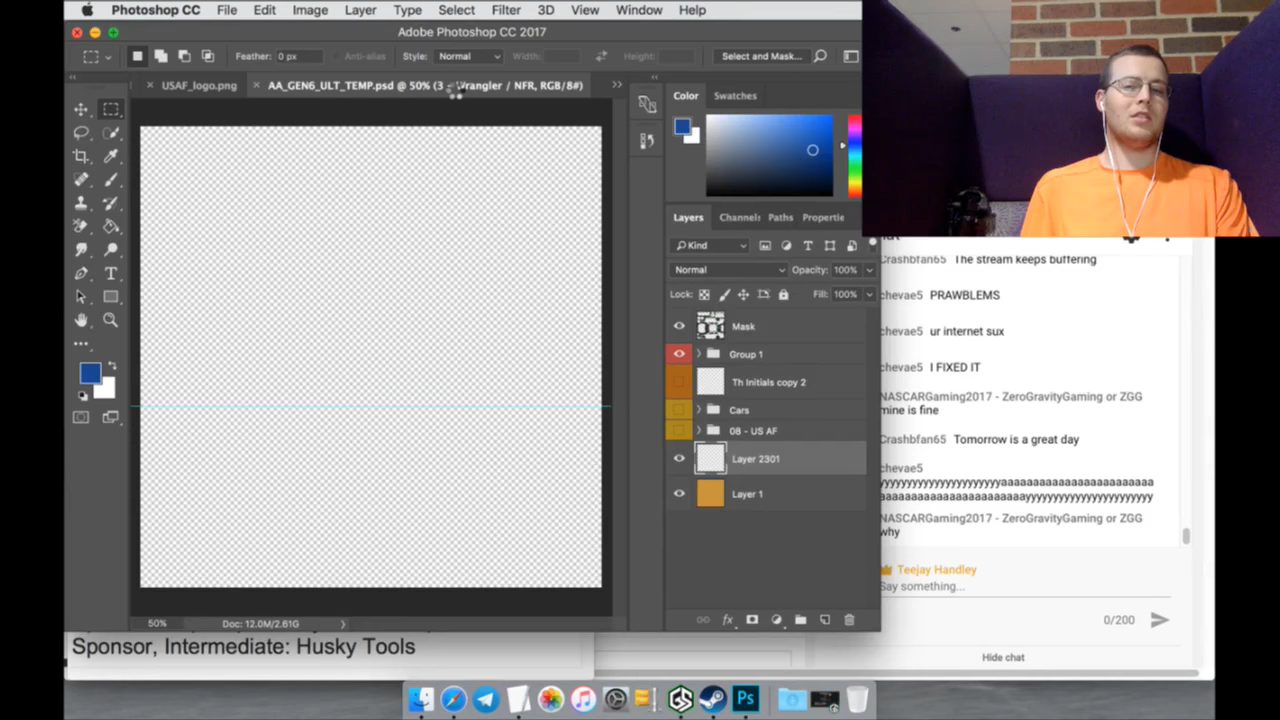 Photoshop CC File Edit Image Layer Type Select Filter 3D View Window Help
Adobe Photoshop CC 2017
Feather: 0 px Anti-alias Style: Normal Width: Height: Select and Mask...
USAF_logo.png AA_GEN6_ULT_TEMP.psd @ 50% (3 - Wrangler / NFR, RGB/8#)
Color Swatches
Layers Channel Paths Propertie
Kind
Normal Opacity: 100%
Lock: Fill: 100%
Mask
Group 1
Th Initials copy 2
Cars
08 - US AF
Layer 2301
Layer 1
fx
50% Doc: 12.0M/2.61G
Sponsor, Intermediate: Husky Tools
Crashbfan65 The stream keeps buffering
chevae5 PRAWBLEMS
chevae5 ur internet sux
chevae5 I FIXED IT
NASCARGaming2017 - ZeroGravityGaming or ZGG
mine is fine
Crashbfan65 Tomorrow is a great day
chevae5
NASCARGaming2017 - ZeroGravityGaming or ZGG
why
Teejay Handley
Say something...
0/200
Hide chat
Ps